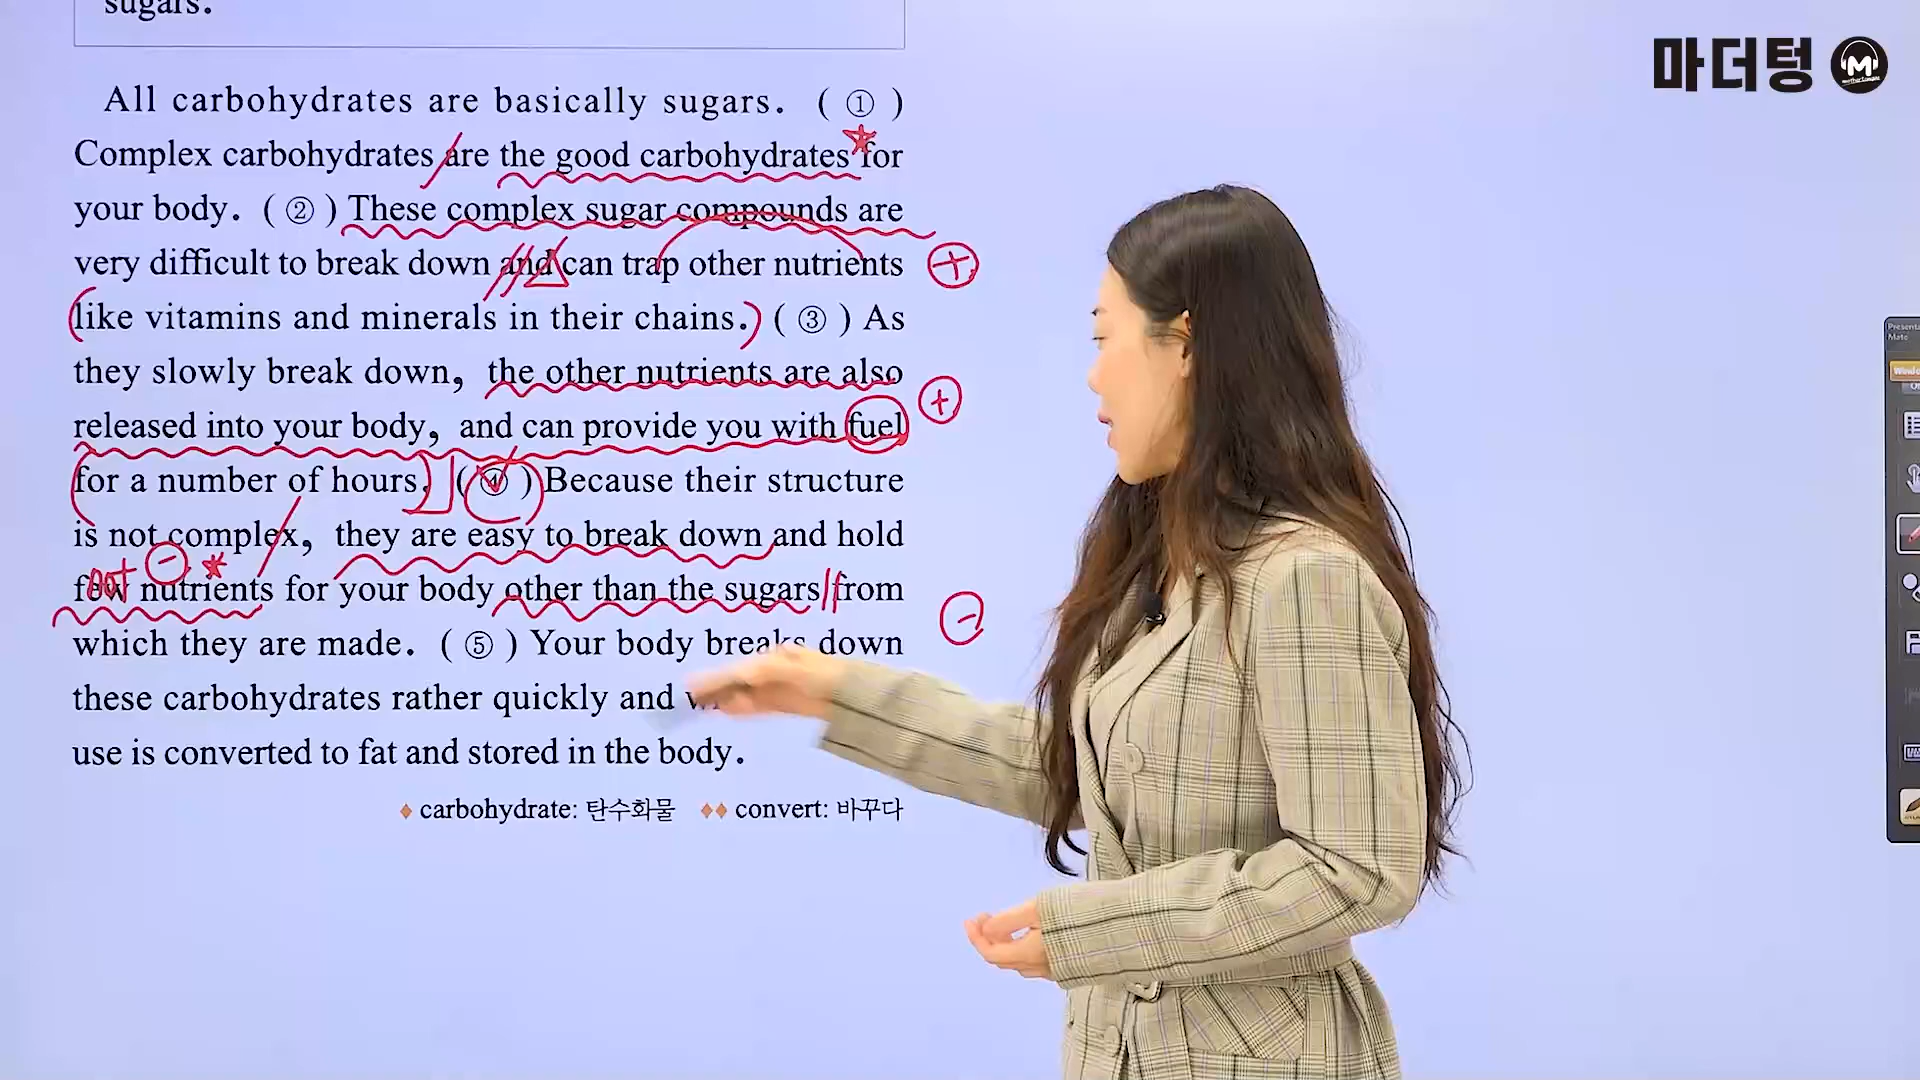 sugars.
마더텅
All carbohydrates are basically sugars. ( ① )
Complex carbohydrates are the good carbohydrates for
your body. ( ② ) These complex sugar compounds are
very difficult to break down and can trap other nutrients
like vitamins and minerals in their chains. ( ③ ) As
they slowly break down, the other nutrients are also
released into your body, and can provide you with fuel
for a number of hours. ( ④ ) Because their structure
is not complex, they are easy to break down and hold
few nutrients for your body other than the sugars from
not
which they are made. ( ⑤ ) Your body breaks down
these carbohydrates rather quickly and
use is converted to fat and stored in the body.
carbohydrate: 탄수화물 convert: 바꾸다